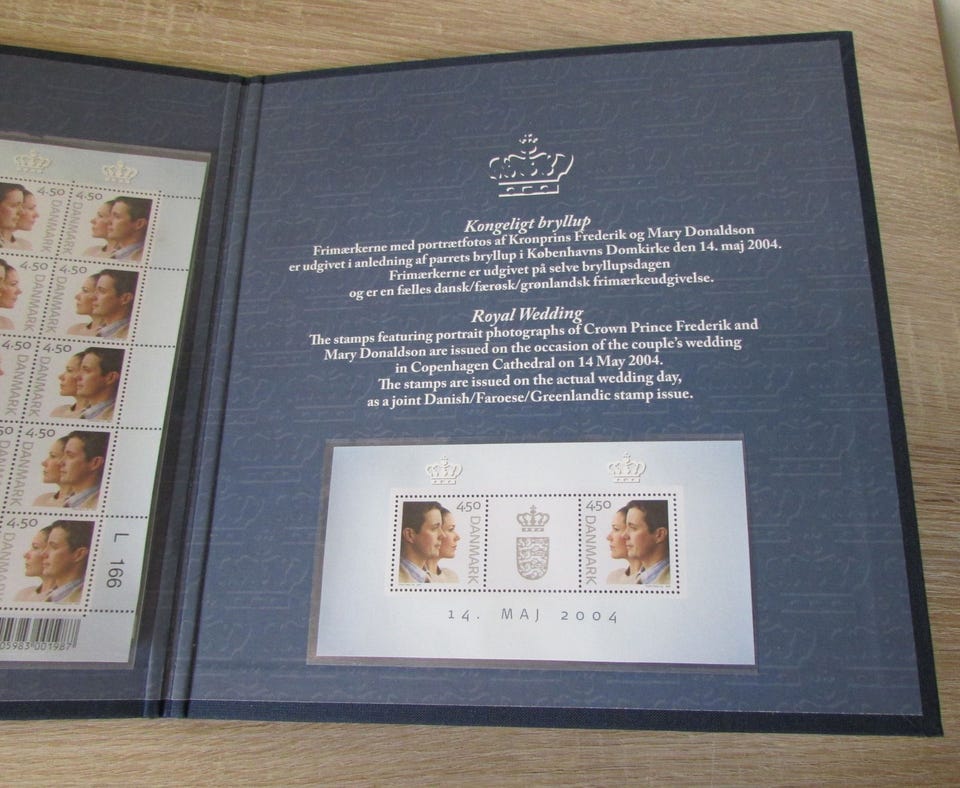 4.50
4.50
DANMARK
DANMARK
4.50
4.50
DANMARK
DANMARK
4.50
DANMARK
4.50
DANMARK
4.50
DANMARK
L 166
05983 001987
Kongeligt bryllup
Frimærkerne med portrætfotos af Kronprins Frederik og Mary Donaldson
er udgivet i anledning af parrets bryllup i Københavns Domkirke den 14. maj 2004.
Frimærkerne er udgivet på selve bryllupsdagen
og er en fælles dansk/færøsk/grønlandsk frimærkeudgivelse.
Royal Wedding
The stamps featuring portrait photographs of Crown Prince Frederik and
Mary Donaldson are issued on the occasion of the couple's wedding
in Copenhagen Cathedral on 14 May 2004.
The stamps are issued on the actual wedding day,
as a joint Danish/Faroese/Greenlandic stamp issue.
4.50
DANMARK
4.50
DANMARK
14. MAJ 2004